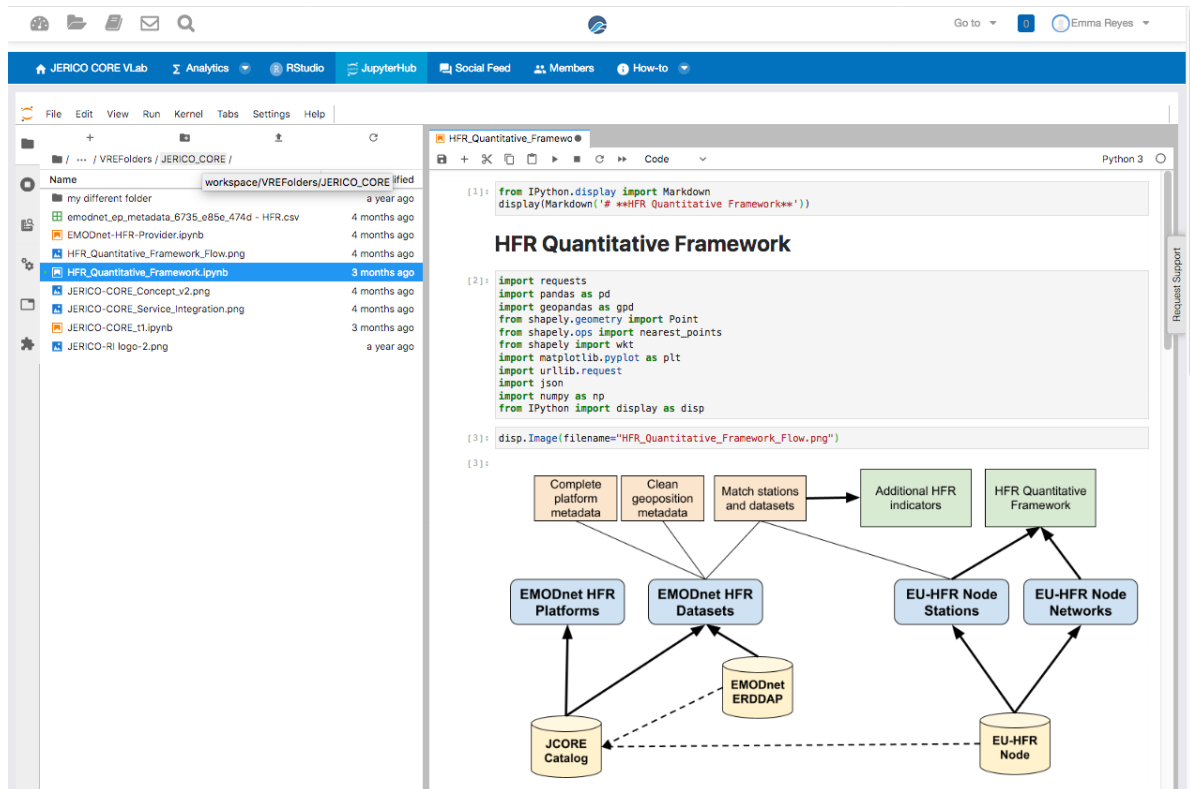 Go to
0
Emma Reyes
JERICO CORE VLab
Σ Analytics
RStudio
JupyterHub
Social Feed
Members
How-to
File Edit View Run Kernel Tabs Settings Help
HFR_Quantitative_Framewo
/ ··· / VREFolders / JERICO_CORE /
Code
Python 3
Name
ified
workspace/VREFolders/JERICO_CORE
my different folder a year ago
emodnet_ep_metadata_6735_e85e_474d - HFR.csv 4 months ago
EMODnet-HFR-Provider.ipynb 4 months ago
HFR_Quantitative_Framework_Flow.png 4 months ago
HFR_Quantitative_Framework.ipynb 3 months ago
JERICO-CORE_Concept_v2.png 4 months ago
JERICO-CORE_Service_Integration.png 4 months ago
JERICO-CORE_t1.ipynb 3 months ago
JERICO-RI logo-2.png a year ago
[1]: from IPython.display import Markdown
display(Markdown('# **HFR Quantitative Framework**'))
HFR Quantitative Framework
[2]: import requests
import pandas as pd
import geopandas as gpd
from shapely.geometry import Point
from shapely.ops import nearest_points
from shapely import wkt
import matplotlib.pyplot as plt
import urllib.request
import json
import numpy as np
from IPython import display as disp
[3]: disp.Image(filename="HFR_Quantitative_Framework_Flow.png")
[3]:
Complete
platform
metadata
Clean
geoposition
metadata
Match stations
and datasets
Additional HFR
indicators
HFR Quantitative
Framework
EMODnet HFR
Platforms
EMODnet HFR
Datasets
EU-HFR Node
Stations
EU-HFR Node
Networks
EMODnet
ERDDAP
JCORE
Catalog
EU-HFR
Node
Request Support